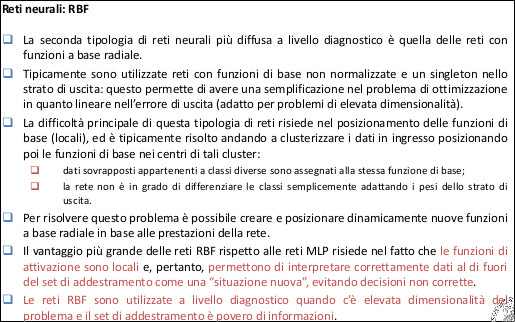 Reti neurali: RBF
La seconda tipologia di reti neurali più diffusa a livello diagnostico è quella delle reti con
funzioni a base radiale.
Tipicamente sono utilizzate reti con funzioni di base non normalizzate e un singleton nello
strato di uscita: questo permette di avere una semplificazione nel problema di ottimizzazione
in quanto lineare nell'errore di uscita (adatto per problemi di elevata dimensionalità).
La difficoltà principale di questa tipologia di reti risiede nel posizionamento delle funzioni di
base (locali), ed è tipicamente risolto andando a clusterizzare i dati in ingresso posizionando
poi le funzioni di base nei centri di tali cluster:
dati sovrapposti appartenenti a classi diverse sono assegnati alla stessa funzione di base;
la rete non è in grado di differenziare le classi semplicemente adattando i pesi dello strato di
uscita.
Per risolvere questo problema è possibile creare e posizionare dinamicamente nuove funzioni
a base radiale in base alle prestazioni della rete.
Il vantaggio più grande delle reti RBF rispetto alle reti MLP risiede nel fatto che le funzioni di
attivazione sono locali e, pertanto, permettono di interpretare correttamente dati al di fuori
del set di addestramento come una "situazione nuova", evitando decisioni non corrette.
Le reti RBF sono utilizzate a livello diagnostico quando c'è elevata dimensionalità del
problema e il set di addestramento è povero di informazioni.